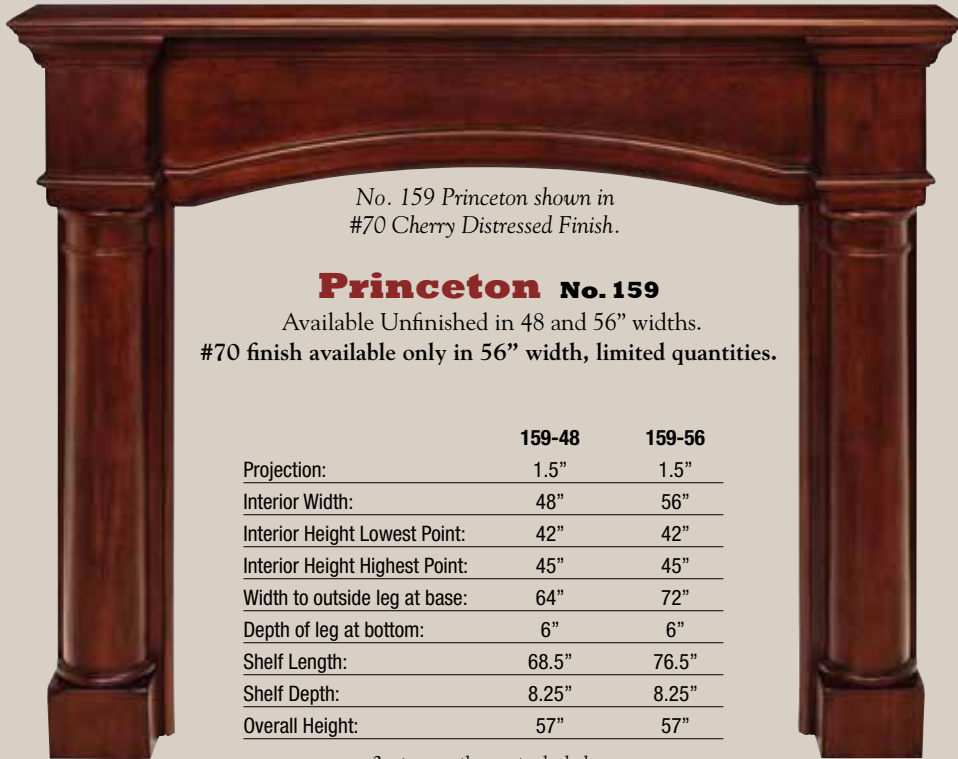 No. 159 Princeton shown in
#70 Cherry Distressed Finish.
Princeton No. 159
Available Unfinished in 48 and 56” widths.
#70 finish available only in 56” width, limited quantities.
159-48 159-56
Projection: 1.5” 1.5”
Interior Width: 48” 56”
Interior Height Lowest Point: 42” 42”
Interior Height Highest Point: 45” 45”
Width to outside leg at base: 64” 72”
Depth of leg at bottom: 6” 6”
Shelf Length: 68.5” 76.5”
Shelf Depth: 8.25” 8.25”
Overall Height: 57” 57”